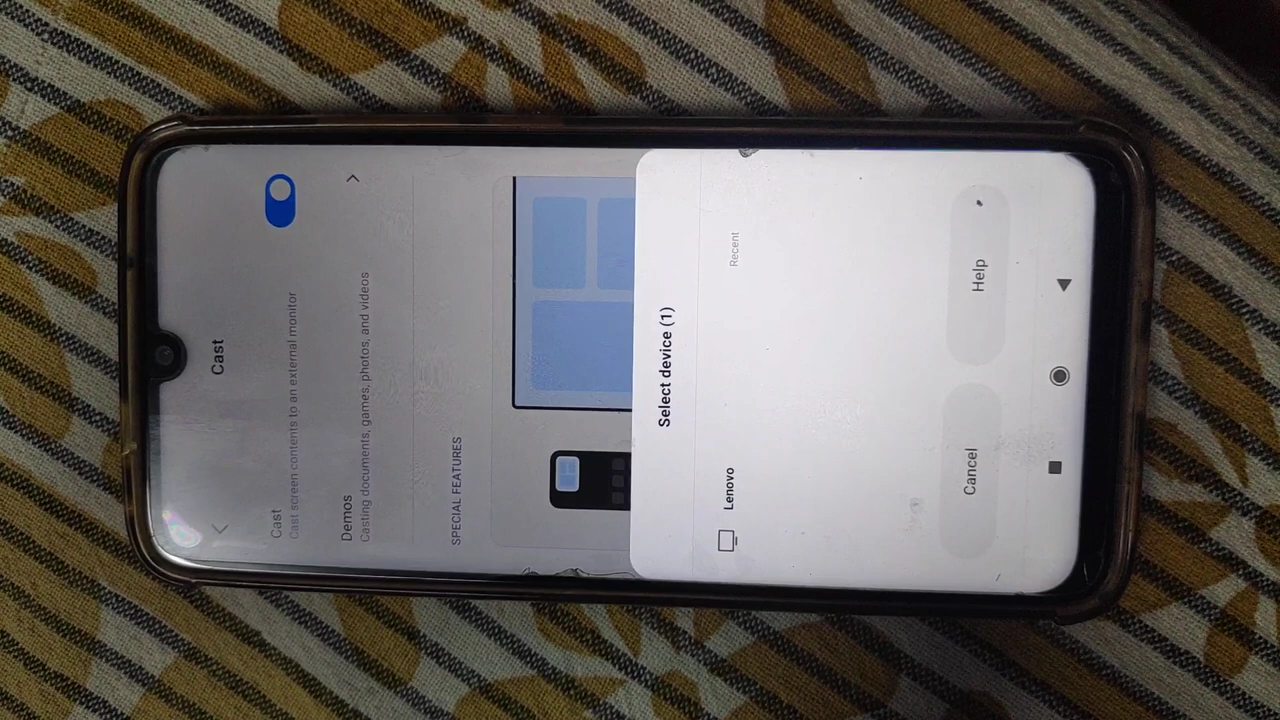 Cast
Cast
Cast screen contents to an external monitor
Demos
Casting documents, games, photos, and videos
SPECIAL FEATURES
Select device (1)
Lenovo
Recent
Cancel
Help